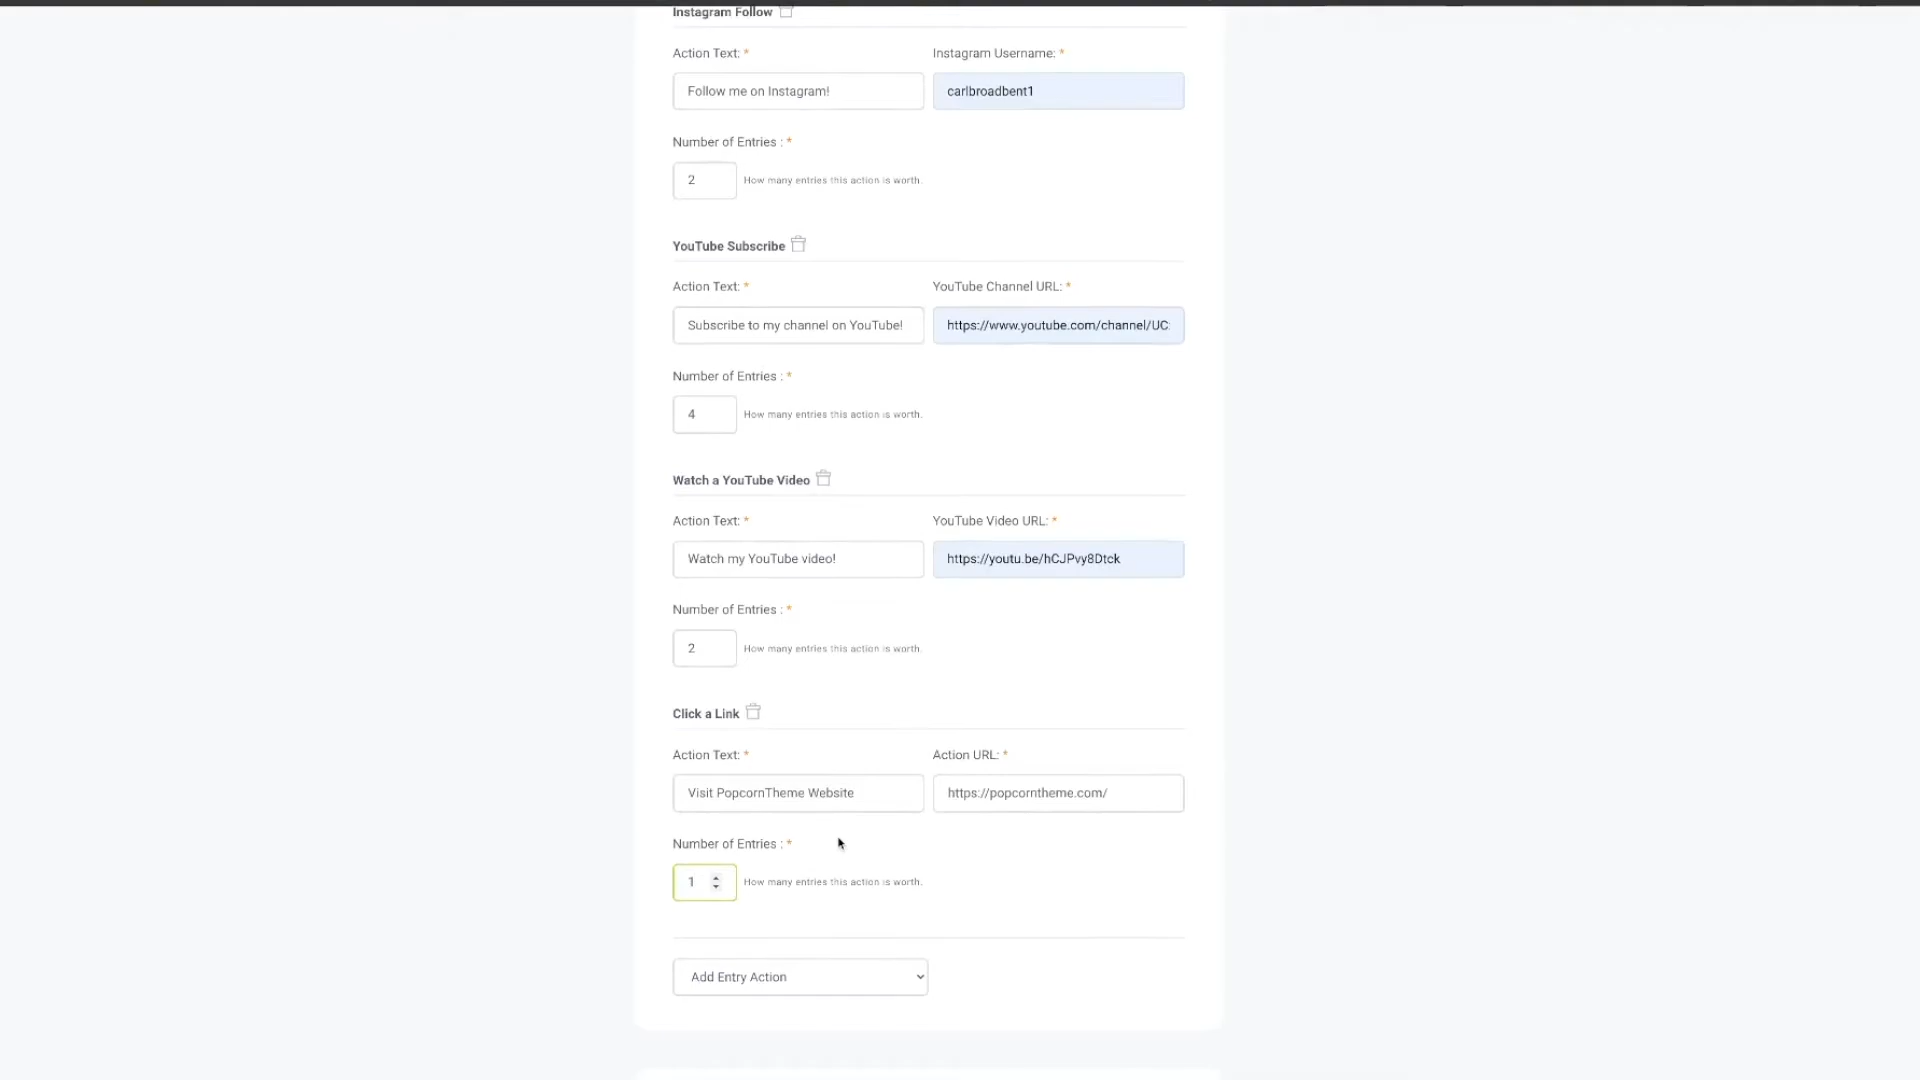 Instagram Follow
Action Text: * Instagram Username: *
Follow me on Instagram! carlbroadbent1
Number of Entries : *
2 How many entries this action is worth.
YouTube Subscribe
Action Text: * YouTube Channel URL: *
Subscribe to my channel on YouTube! https://www.youtube.com/channel/UC
Number of Entries : *
4 How many entries this action is worth.
Watch a YouTube Video
Action Text: * YouTube Video URL: *
Watch my YouTube video! https://youtu.be/hCJPvy8Dtck
Number of Entries : *
2 How many entries this action is worth.
Click a Link
Action Text: * Action URL: *
Visit PopcornTheme Website https://popcorntheme.com/
Number of Entries : *
1 How many entries this action is worth.
Add Entry Action